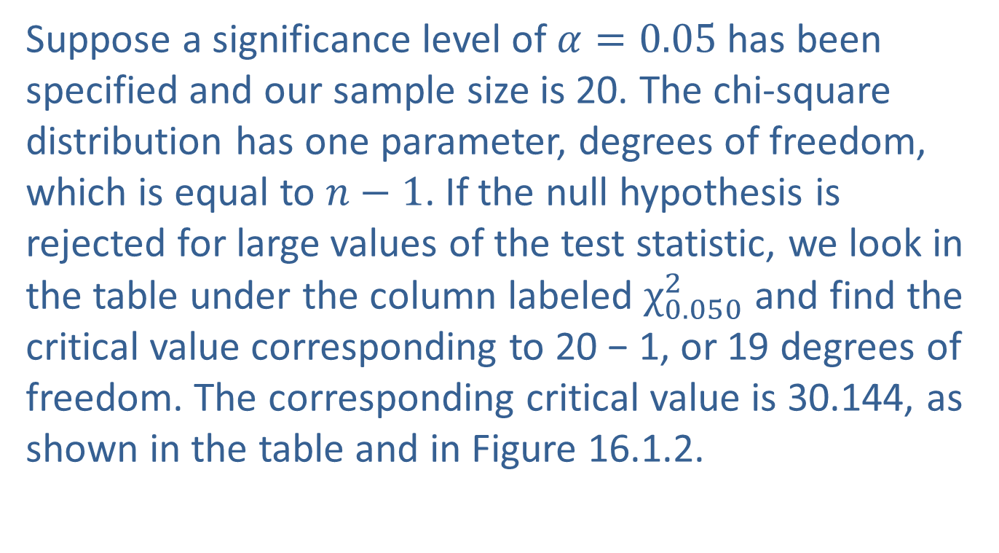 Suppose a significance level of α = 0.05 has been
specified and our sample size is 20. The chi-square
distribution has one parameter, degrees of freedom,
which is equal to n − 1. If the null hypothesis is
rejected for large values of the test statistic, we look in
the table under the column labeled χ²₀.₀₅₀ and find the
critical value corresponding to 20 − 1, or 19 degrees of
freedom. The corresponding critical value is 30.144, as
shown in the table and in Figure 16.1.2.